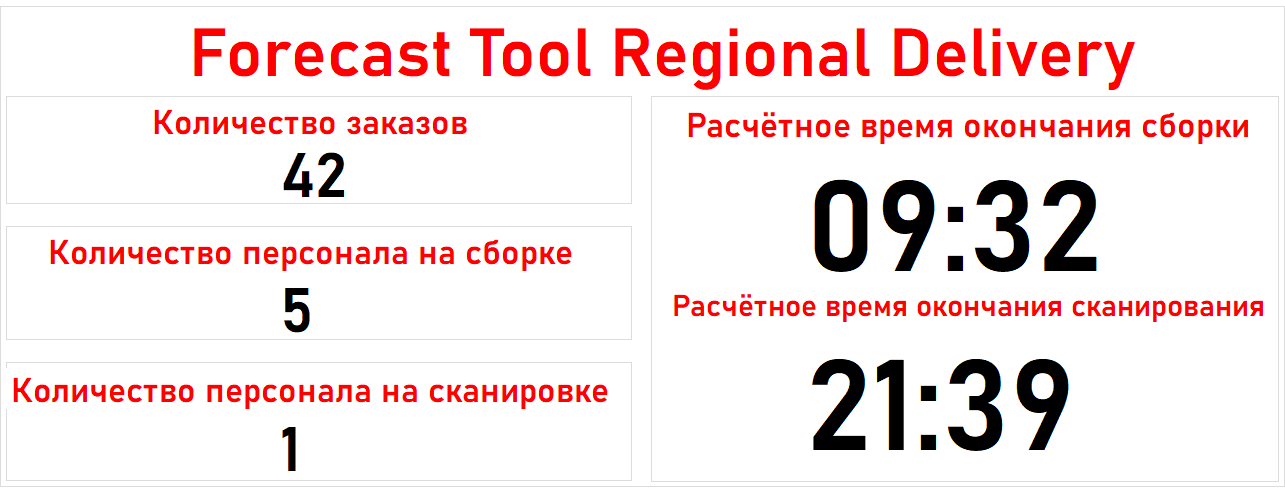 Forecast Tool Regional Delivery
Количество заказов
42
Количество персонала на сборке
5
Количество персонала на сканировке
1
Расчётное время окончания сборки
09:32
Расчётное время окончания сканирования
21:39